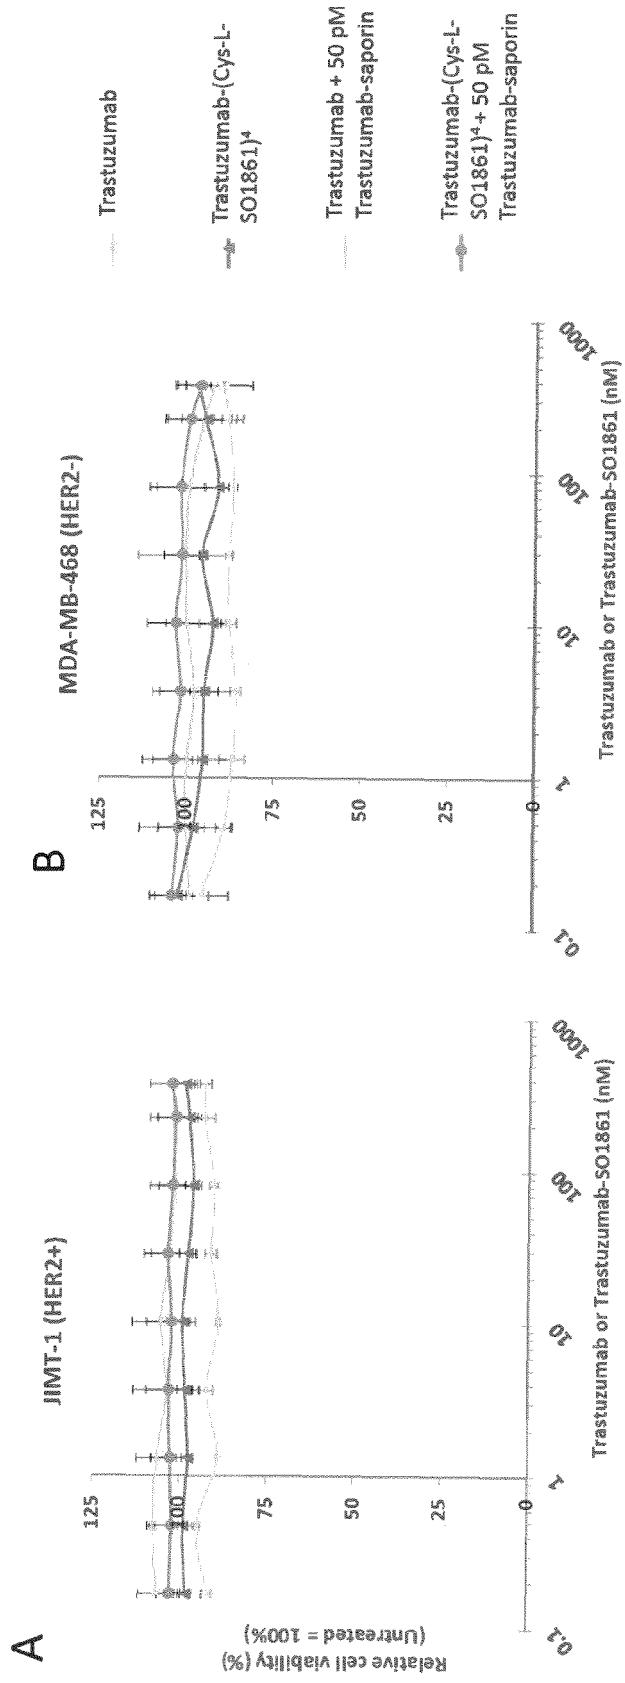 A
JIMT-1 (HER2+)
Relative cell viability (%)
(Untreated = 100%)
125
100
75
50
25
0
0.1
1
10
100
1000
Trastuzumab or Trastuzumab-SO1861 (nM)
B
MDA-MB-468 (HER2-)
125
100
75
50
25
0
0.1
1
10
100
1000
Trastuzumab or Trastuzumab-SO1861 (nM)
Trastuzumab
Trastuzumab-(Cys-L-
SO1861)⁴
Trastuzumab + 50 pM
Trastuzumab-saporin
Trastuzumab-(Cys-L-
SO1861)⁴ + 50 pM
Trastuzumab-saporin